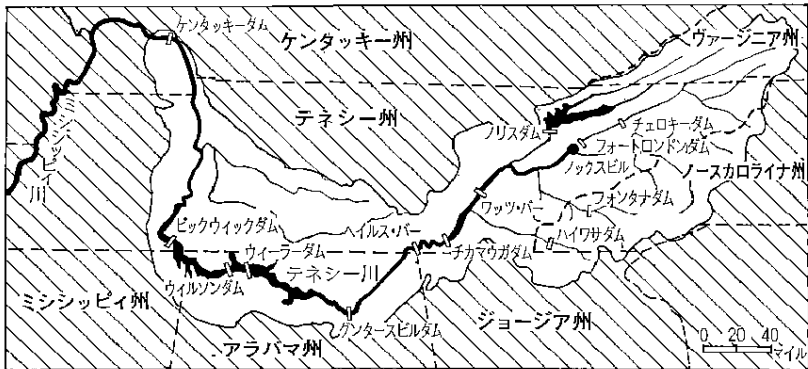 ケンタッキーダム
ケンタッキー州
ヴァージニア州
テネシー州
ノリスダム
チェロキーダム
フォートロンドンダム
ノックスビル
ノースカロライナ州
ミシシッピィ川
ワッツ・バー
フォンタナダム
ピックウィックダム
ヘイルス・バー
ハイワサダム
ウィーラーダム
チカマウガダム
テネシー川
ウィルソンダム
ミシシッピィ州
グンタースビルダム
ジョージア州
アラバマ州
0 20 40
マイル